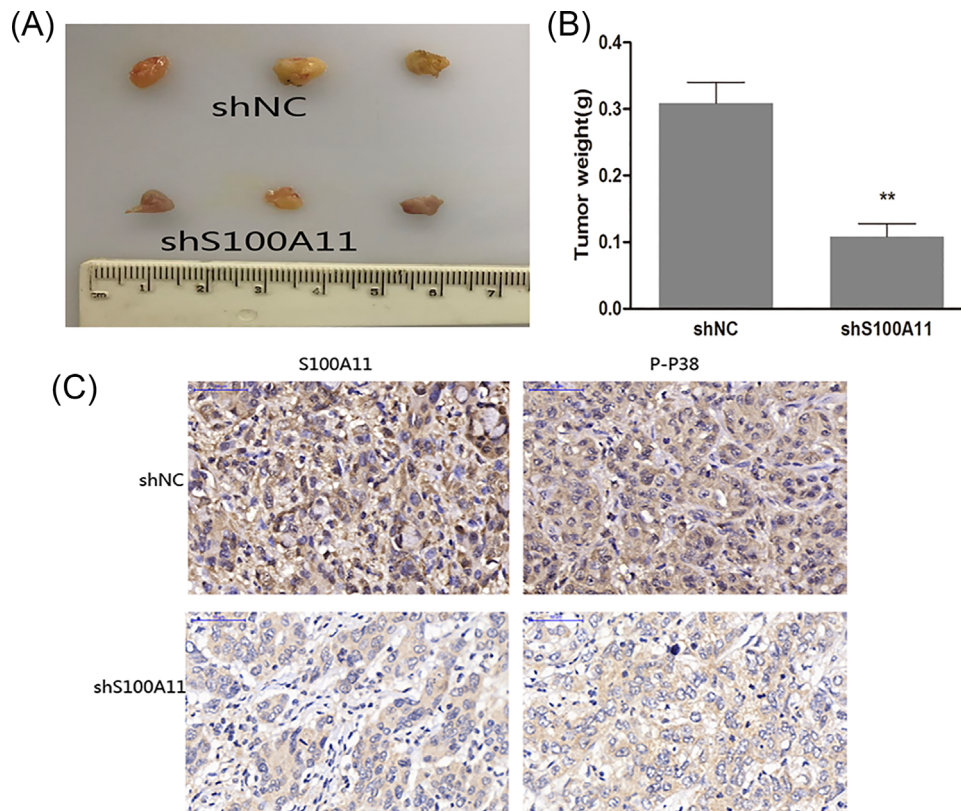 (A)
shNC
shS100A11
cm 1 2 3 4 5 6 7
(B)
Tumor weight(g)
0.4
0.3
0.2
0.1
0.0
**
shNC
shS100A11
(C)
S100A11
P-P38
shNC
shS100A11